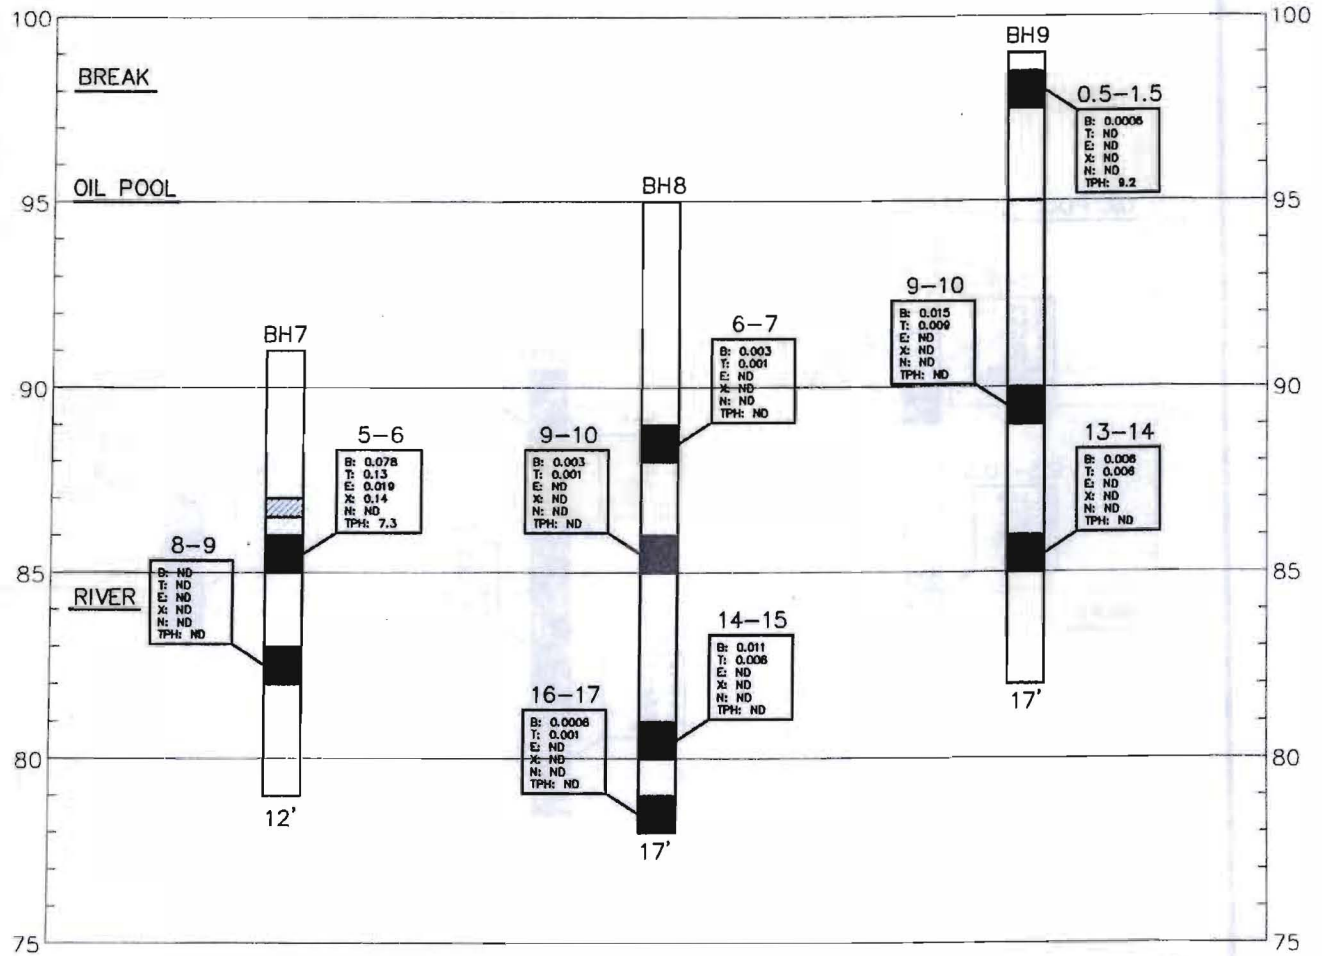 100
100
BH9
BREAK
0.5-1.5
B: 0.0006
T: ND
E: ND
X: ND
N: ND
TPH: 9.2
OIL POOL
BH8
95
95
9-10
B: 0.015
T: 0.009
E: ND
X: ND
N: ND
TPH: ND
BH7
6-7
B: 0.003
T: 0.001
E: ND
X: ND
N: ND
TPH: ND
90
90
5-6
B: 0.078
T: 0.13
E: 0.019
X: 0.14
N: ND
TPH: 7.3
9-10
B: 0.003
T: 0.001
E: ND
X: ND
N: ND
TPH: ND
13-14
B: 0.006
T: 0.006
E: ND
X: ND
N: ND
TPH: ND
8-9
B: ND
T: ND
E: ND
X: ND
N: ND
TPH: ND
85
85
RIVER
14-15
B: 0.011
T: 0.006
E: ND
X: ND
N: ND
TPH: ND
16-17
B: 0.0006
T: 0.001
E: ND
X: ND
N: ND
TPH: ND
17'
80
80
12'
17'
75
75